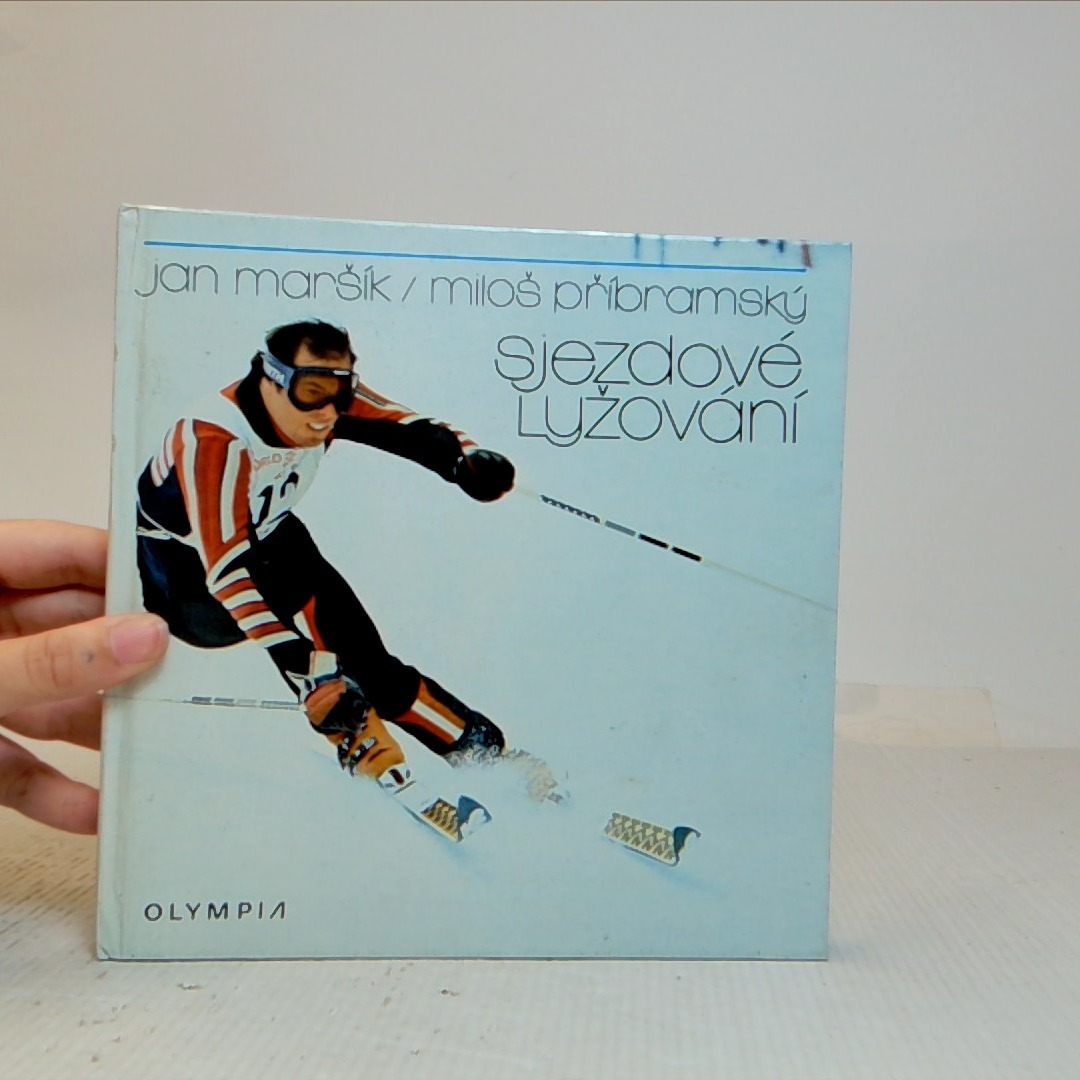 jan maršík / miloš příbramský
sjezdové
lyžování
OLYMPIA